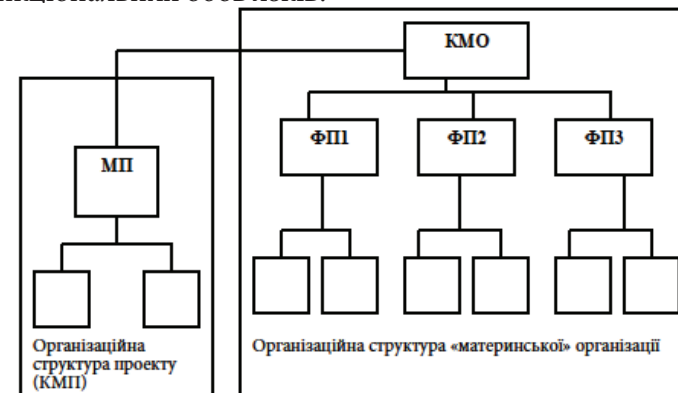 КМО
ФП1
ФП2
ФП3
МП
Організаційна
структура проекту
(КМП)
Організаційна структура «материнської» організації